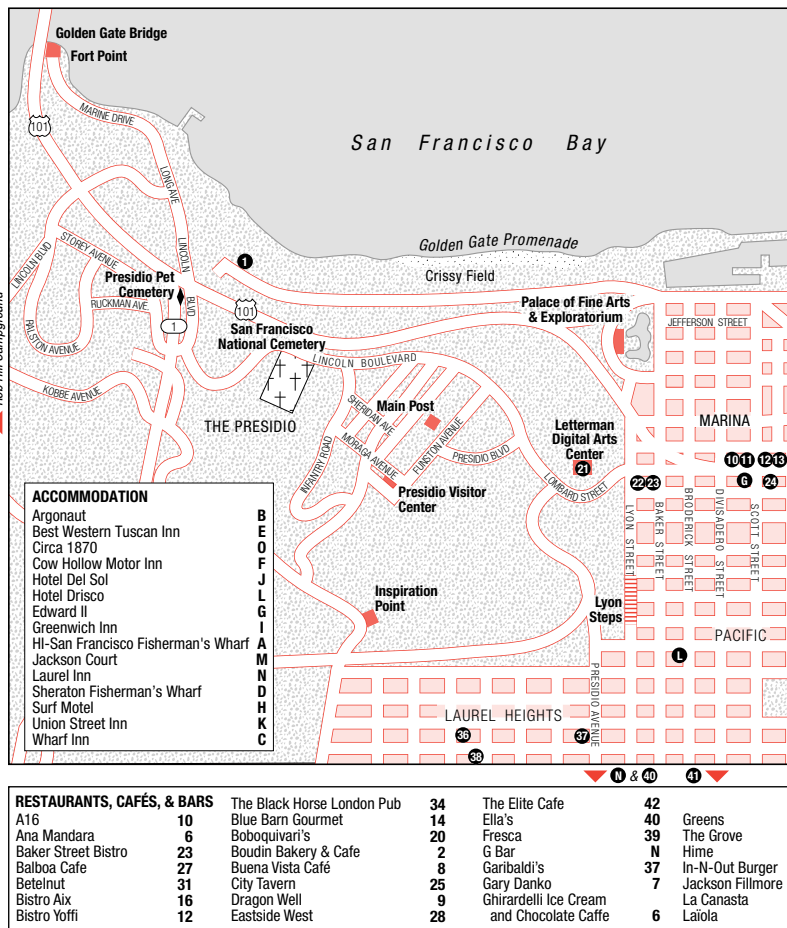 Golden Gate Bridge
Fort Point
MARINE DRIVE
101
San Francisco Bay
LONG AVE
LINCOLN BLVD
STOREY AVENUE
LINCOLN
BLVD
1
Golden Gate Promenade
Crissy Field
Presidio Pet
Cemetery
RUCKMAN AVE
101
1
RALSTON AVENUE
San Francisco
National Cemetery
Palace of Fine Arts
& Exploratorium
JEFFERSON STREET
LINCOLN BOULEVARD
KOBBE AVENUE
THE PRESIDIO
SHERIDAN AVE
Main Post
MORAGA AVENUE
FUNSTON AVENUE
PRESIDIO BLVD
INFANTRY ROAD
Presidio Visitor
Center
Letterman
Digital Arts
Center
21
LOMBARD STREET
MARINA
10 11 12 13
22 23 G 24
LYON STREET
BAKER STREET
BRODERICK STREET
DIVISADERO STREET
SCOTT STREET
Inspiration
Point
Lyon
Steps
PACIFIC
L
PRESIDIO AVENUE
LAUREL HEIGHTS
36
37
38
N & 40
41
ACCOMMODATION
Argonaut B
Best Western Tuscan Inn E
Circa 1870 O
Cow Hollow Motor Inn F
Hotel Del Sol J
Hotel Drisco L
Edward II G
Greenwich Inn I
HI-San Francisco Fisherman's Wharf A
Jackson Court M
Laurel Inn N
Sheraton Fisherman's Wharf D
Surf Motel H
Union Street Inn K
Wharf Inn C
RESTAURANTS, CAFÉS, & BARS
A16 10
Ana Mandara 6
Baker Street Bistro 23
Balboa Cafe 27
Betelnut 31
Bistro Aix 16
Bistro Yoffi 12
The Black Horse London Pub 34
Blue Barn Gourmet 14
Boboquivari's 20
Boudin Bakery & Cafe 2
Buena Vista Café 8
City Tavern 25
Dragon Well 9
Eastside West 28
The Elite Cafe 42
Ella's 40
Fresca 39
G Bar N
Garibaldi's 37
Gary Danko 7
Ghirardelli Ice Cream
and Chocolate Caffe 6
Greens
The Grove
Hime
In-N-Out Burger
Jackson Fillmore
La Canasta
Laïola